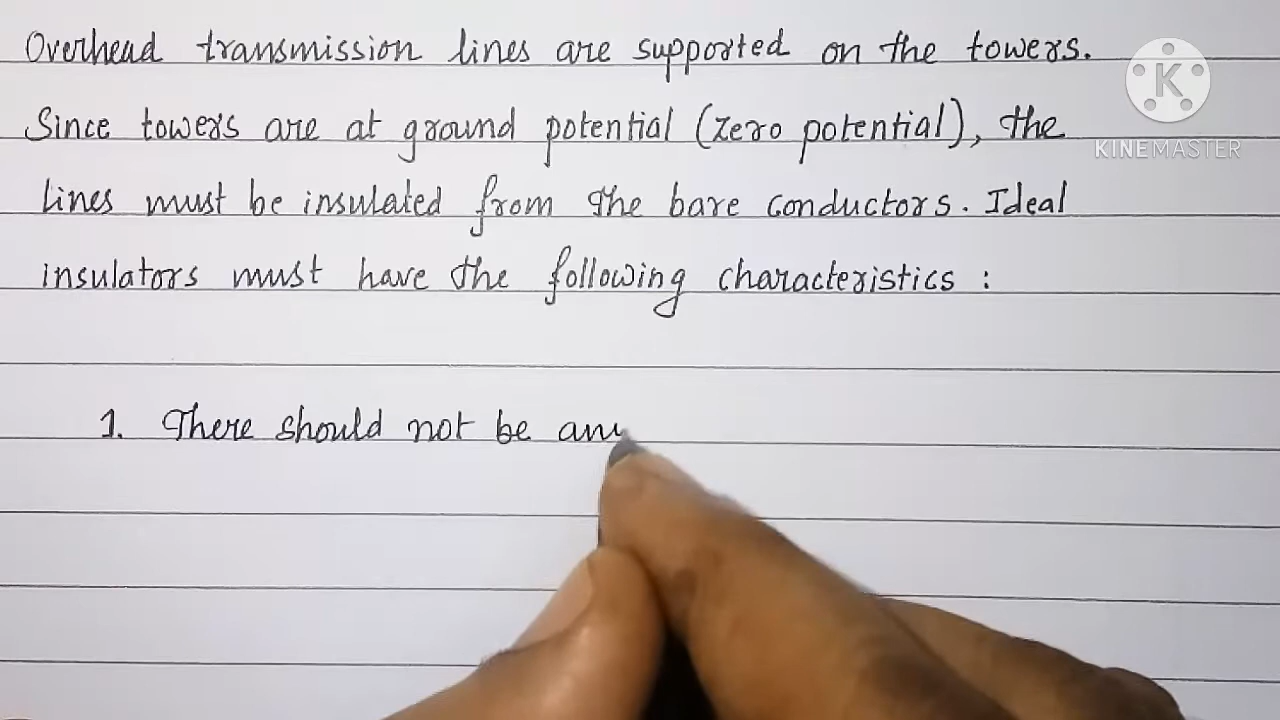 Overhead transmission lines are supported on the towers.
Since towers are at ground potential (zero potential), the
lines must be insulated from the bare conductors. Ideal
insulators must have the following characteristics :
1. There should not be any
K
KINEMASTER